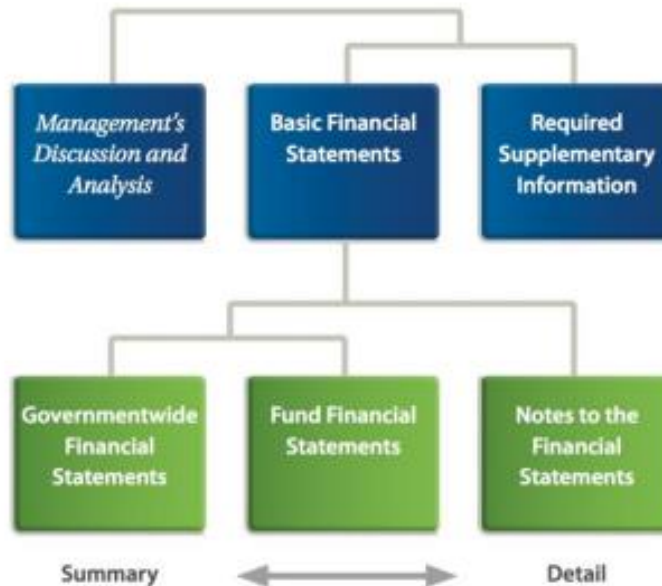 Management's
Discussion and
Analysis
Basic Financial
Statements
Required
Supplementary
Information
Governmentwide
Financial
Statements
Fund Financial
Statements
Notes to the
Financial
Statements
Summary
Detail